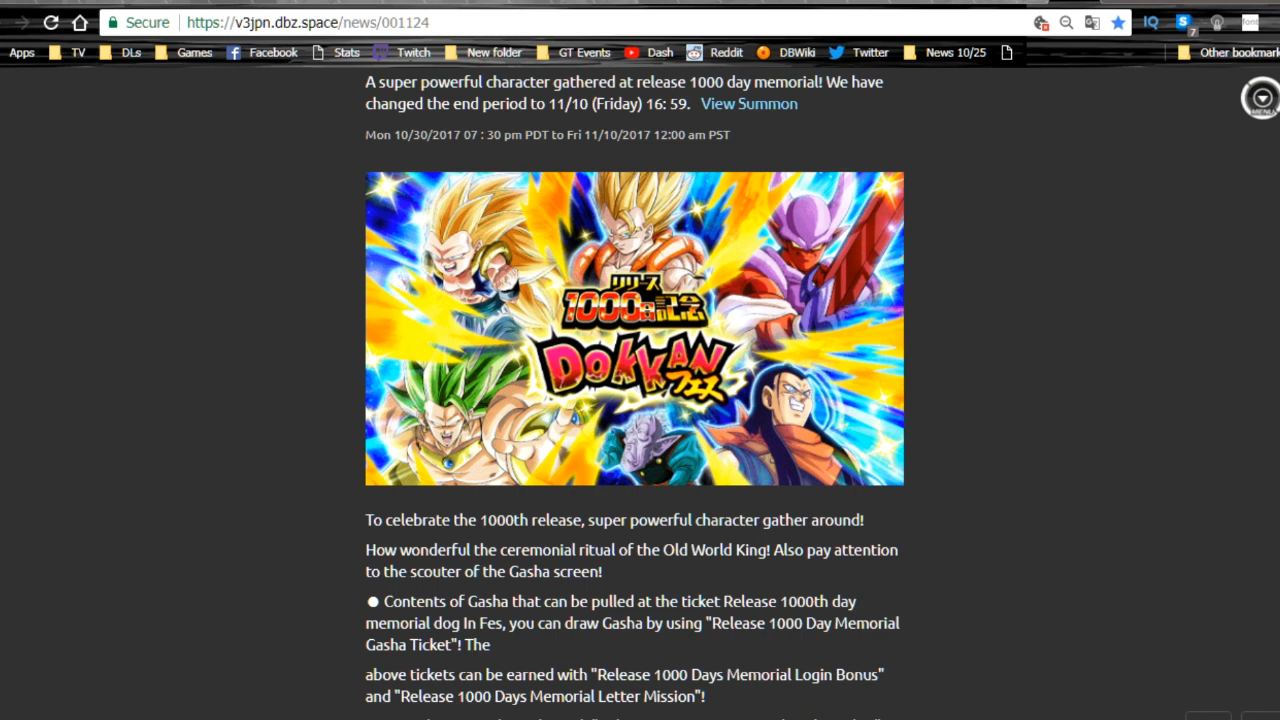 Secure https://v3jpn.dbz.space/news/001124
IQ S 7 font
Apps TV DLs Games Facebook Stats Twitch New folder GT Events Dash Reddit DBWiki Twitter News 10/25 Other bookmark
A super powerful character gathered at release 1000 day memorial! We have
changed the end period to 11/10 (Friday) 16: 59. View Summon
MENU
Mon 10/30/2017 07 : 30 pm PDT to Fri 11/10/2017 12:00 am PST
リリース
1000日記念
DOKKAN
フェス
To celebrate the 1000th release, super powerful character gather around!
How wonderful the ceremonial ritual of the Old World King! Also pay attention
to the scouter of the Gasha screen!
● Contents of Gasha that can be pulled at the ticket Release 1000th day
memorial dog In Fes, you can draw Gasha by using "Release 1000 Day Memorial
Gasha Ticket"! The
above tickets can be earned with "Release 1000 Days Memorial Login Bonus"
and "Release 1000 Days Memorial Letter Mission"!